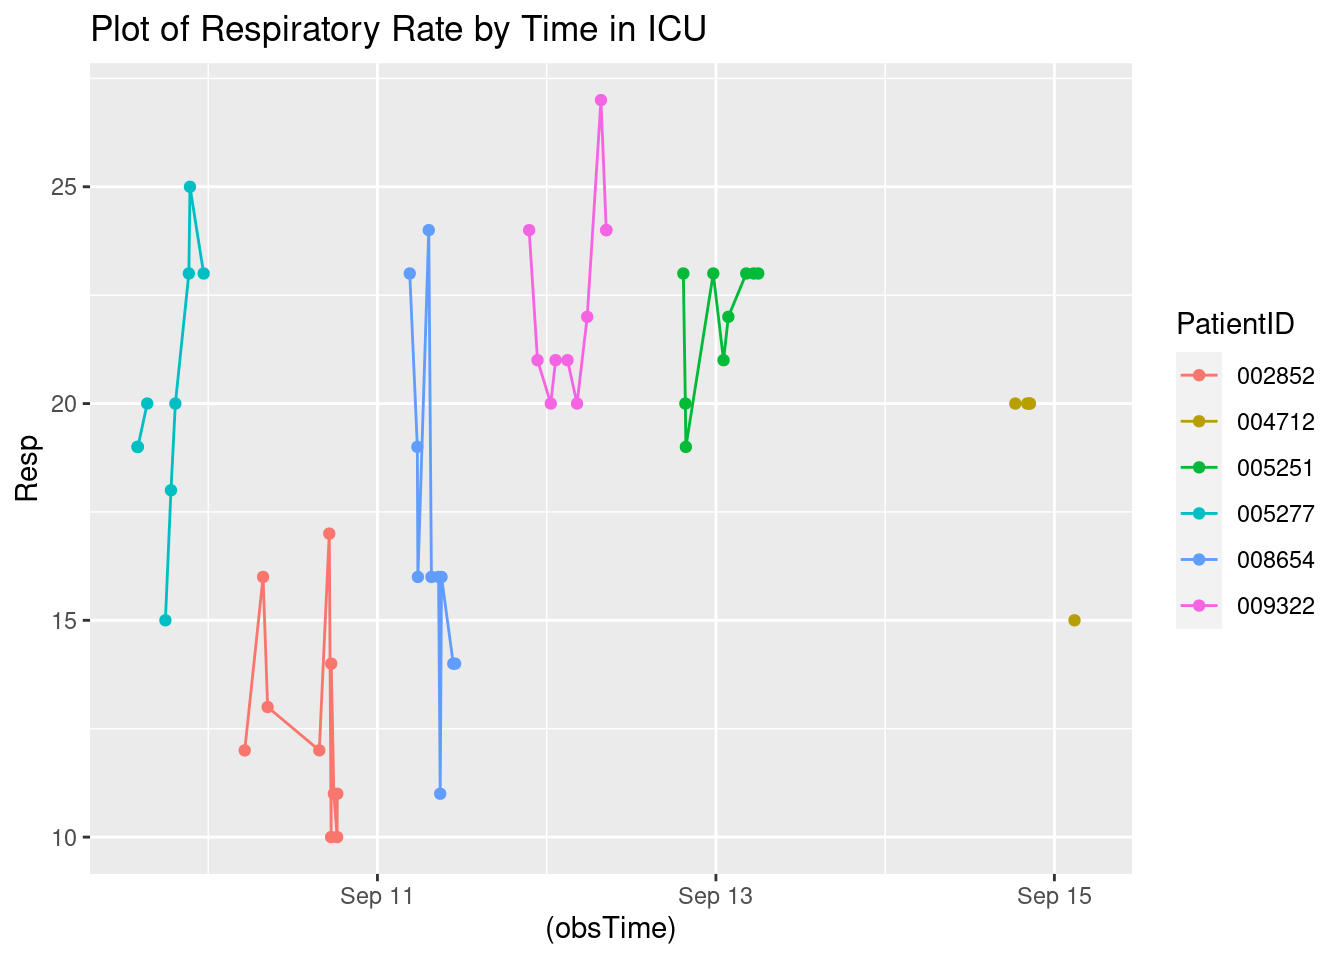 Plot of Respiratory Rate by Time in ICU
Resp
25
20
15
10
Sep 11
Sep 13
Sep 15
(obsTime)
PatientID
002852
004712
005251
005277
008654
009322